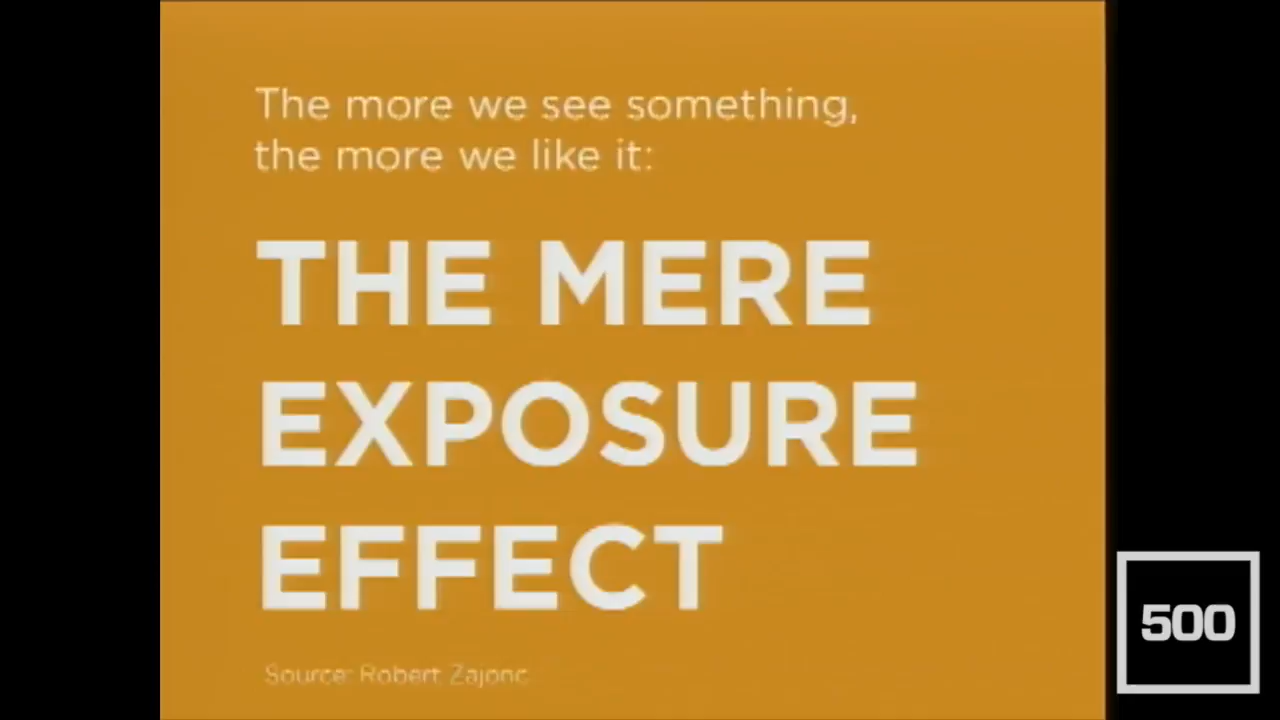 The more we see something,
the more we like it:
THE MERE
EXPOSURE
EFFECT
Source: Robert Zajonc
500